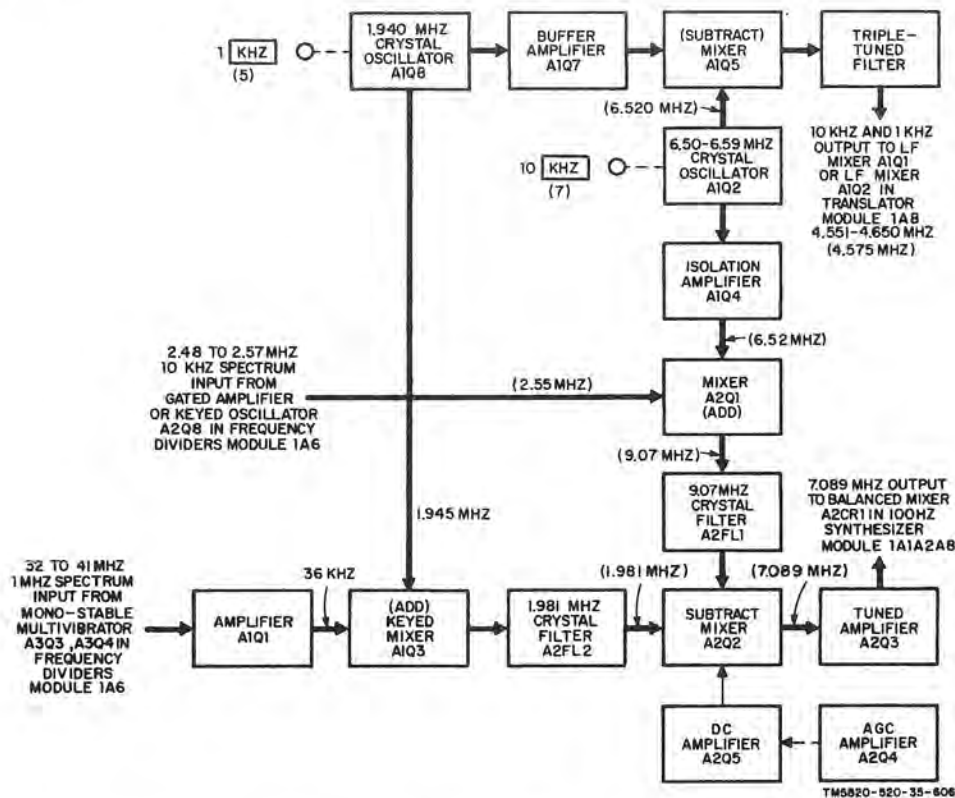 1 KHZ
(5)
1.940 MHZ
CRYSTAL
OSCILLATOR
A1Q8
BUFFER
AMPLIFIER
A1Q7
(SUBTRACT)
MIXER
A1Q5
TRIPLE-
TUNED
FILTER
(6.520 MHZ)
10 KHZ
(7)
6.50-6.59 MHZ
CRYSTAL
OSCILLATOR
A1Q2
10 KHZ AND 1 KHZ
OUTPUT TO LF
MIXER A1Q1
OR LF MIXER
A1Q2 IN
TRANSLATOR
MODULE 1A8
4.551-4.650 MHZ
(4.575 MHZ)
ISOLATION
AMPLIFIER
A1Q4
(6.52 MHZ)
2.48 TO 2.57 MHZ
10 KHZ SPECTRUM
INPUT FROM
GATED AMPLIFIER
OR KEYED OSCILLATOR
A2Q8 IN FREQUENCY
DIVIDERS MODULE 1A6
(2.55 MHZ)
MIXER
A2Q1
(ADD)
(9.07 MHZ)
9.07MHZ
CRYSTAL
FILTER
A2FL1
7.089 MHZ OUTPUT
TO BALANCED MIXER
A2CR1 IN 100HZ
SYNTHESIZER
MODULE 1A1A2A8
1.945 MHZ
32 TO 41 MHZ
1 MHZ SPECTRUM
INPUT FROM
MONO-STABLE
MULTIVIBRATOR
A3Q3, A3Q4 IN
FREQUENCY
DIVIDERS
MODULE 1A6
AMPLIFIER
A1Q1
36 KHZ
(ADD)
KEYED
MIXER
A1Q3
1.981 MHZ
CRYSTAL
FILTER
A2FL2
(1.981 MHZ)
SUBTRACT
MIXER
A2Q2
(7.089 MHZ)
TUNED
AMPLIFIER
A2Q3
DC
AMPLIFIER
A2Q5
AGC
AMPLIFIER
A2Q4
TM5820-520-35-606